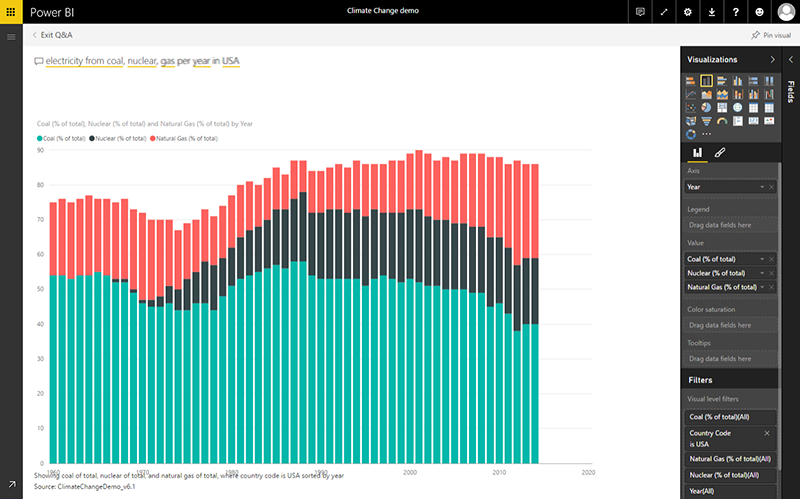 Power BI
Climate Change demo
Exit Q&A
Pin visual
electricity from coal, nuclear, gas per year in USA
Coal (% of total), Nuclear (% of total) and Natural Gas (% of total) by Year
Coal (% of total) Nuclear (% of total) Natural Gas (% of total)
90
80
70
60
50
40
30
20
10
0
1960 1970 1980 1990 2000 2010 2020
Showing coal of total, nuclear of total, and natural gas of total, where country code is USA sorted by year
Source: ClimateChangeDemo_v6.1
Visualizations
Fields
Axis
Year
Legend
Drag data fields here
Value
Coal (% of total)
Nuclear (% of total)
Natural Gas (% of total)
Color saturation
Drag data fields here
Tooltips
Drag data fields here
Filters
Visual level filters
Coal (% of total)(All)
Country Code
is USA
Natural Gas (% of total)(All)
Nuclear (% of total)(All)
Year(All)